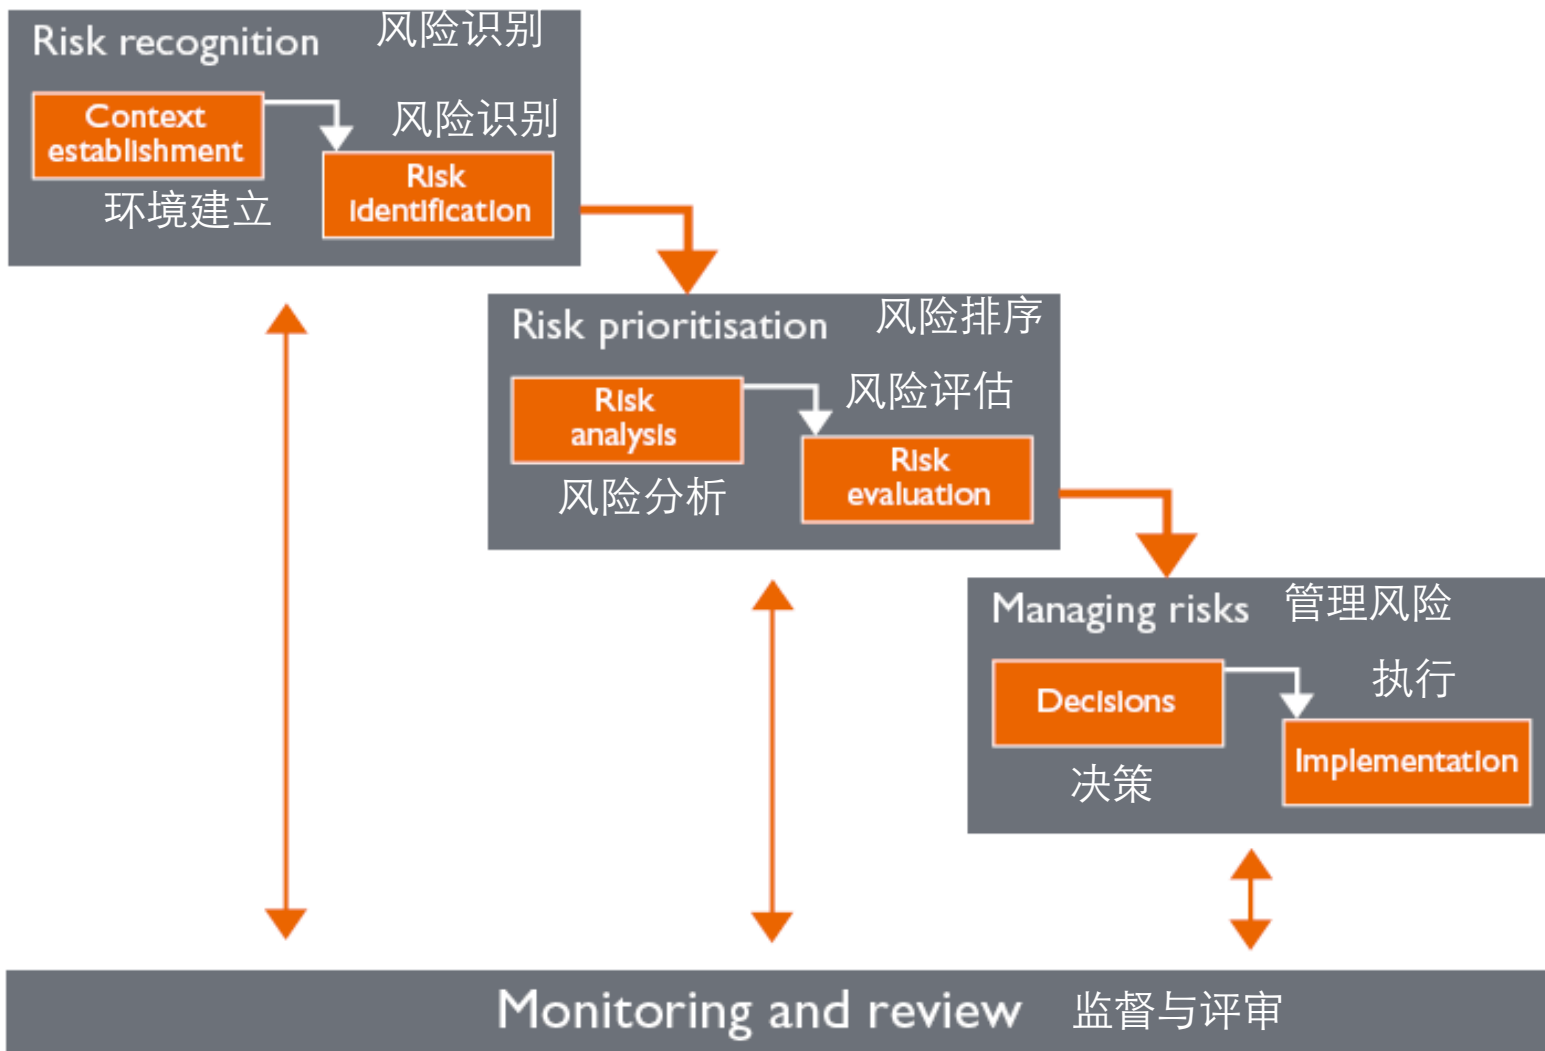 Risk recognition 风险识别
Context
establishment
环境建立
风险识别
Risk
identification
Risk prioritisation 风险排序
Risk
analysis
风险分析
风险评估
Risk
evaluation
Managing risks 管理风险
Decisions
决策
执行
Implementation
Monitoring and review 监督与评审